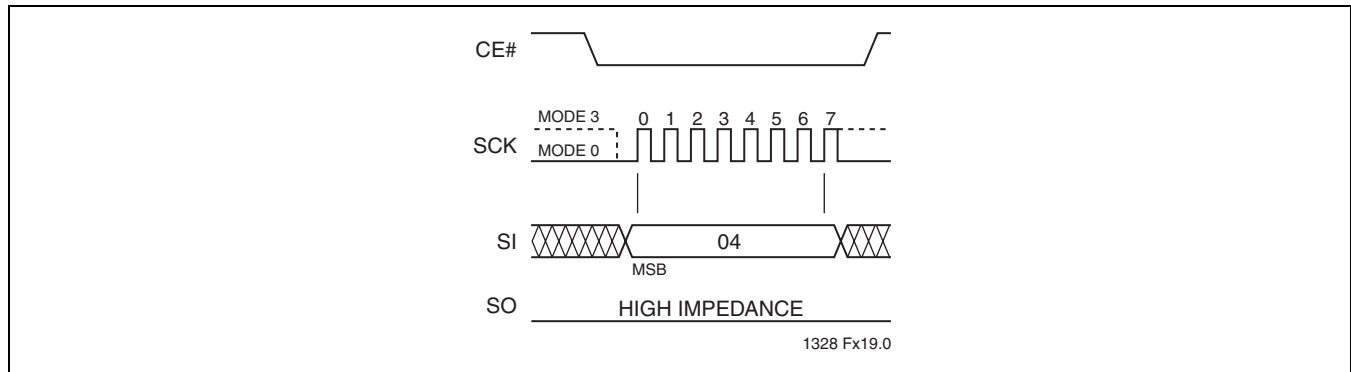 CE#
MODE 3
0 1 2 3 4 5 6 7
SCK
MODE 0
SI
04
MSB
SO
HIGH IMPEDANCE
1328 Fx19.0